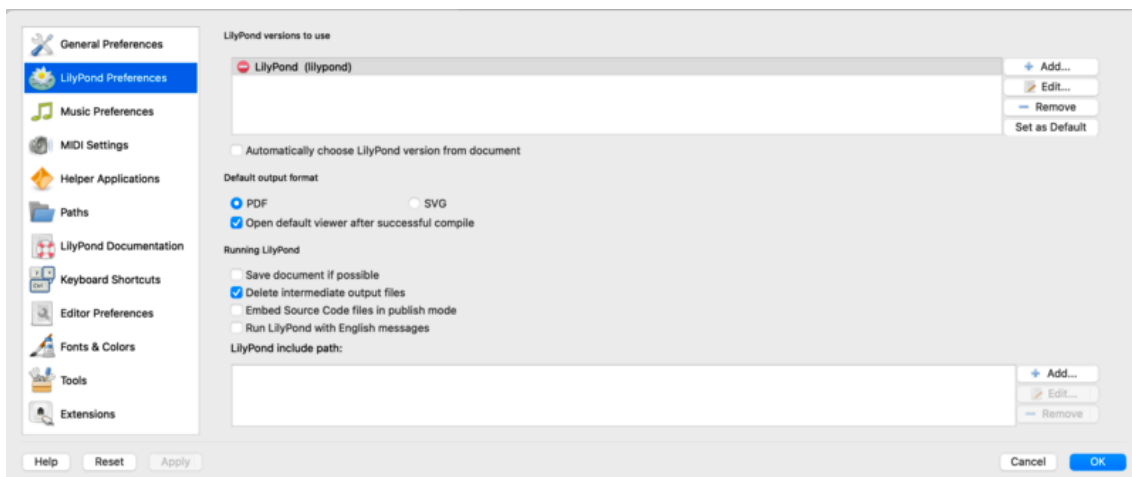 General Preferences
LilyPond Preferences
Music Preferences
MIDI Settings
Helper Applications
Paths
LilyPond Documentation
Keyboard Shortcuts
Editor Preferences
Fonts & Colors
Tools
Extensions
LilyPond versions to use
LilyPond (lilypond)
Add...
Edit...
Remove
Set as Default
Automatically choose LilyPond version from document
Default output format
PDF SVG
Open default viewer after successful compile
Running LilyPond
Save document if possible
Delete intermediate output files
Embed Source Code files in publish mode
Run LilyPond with English messages
LilyPond include path:
Add...
Edit...
Remove
Help Reset Apply Cancel OK